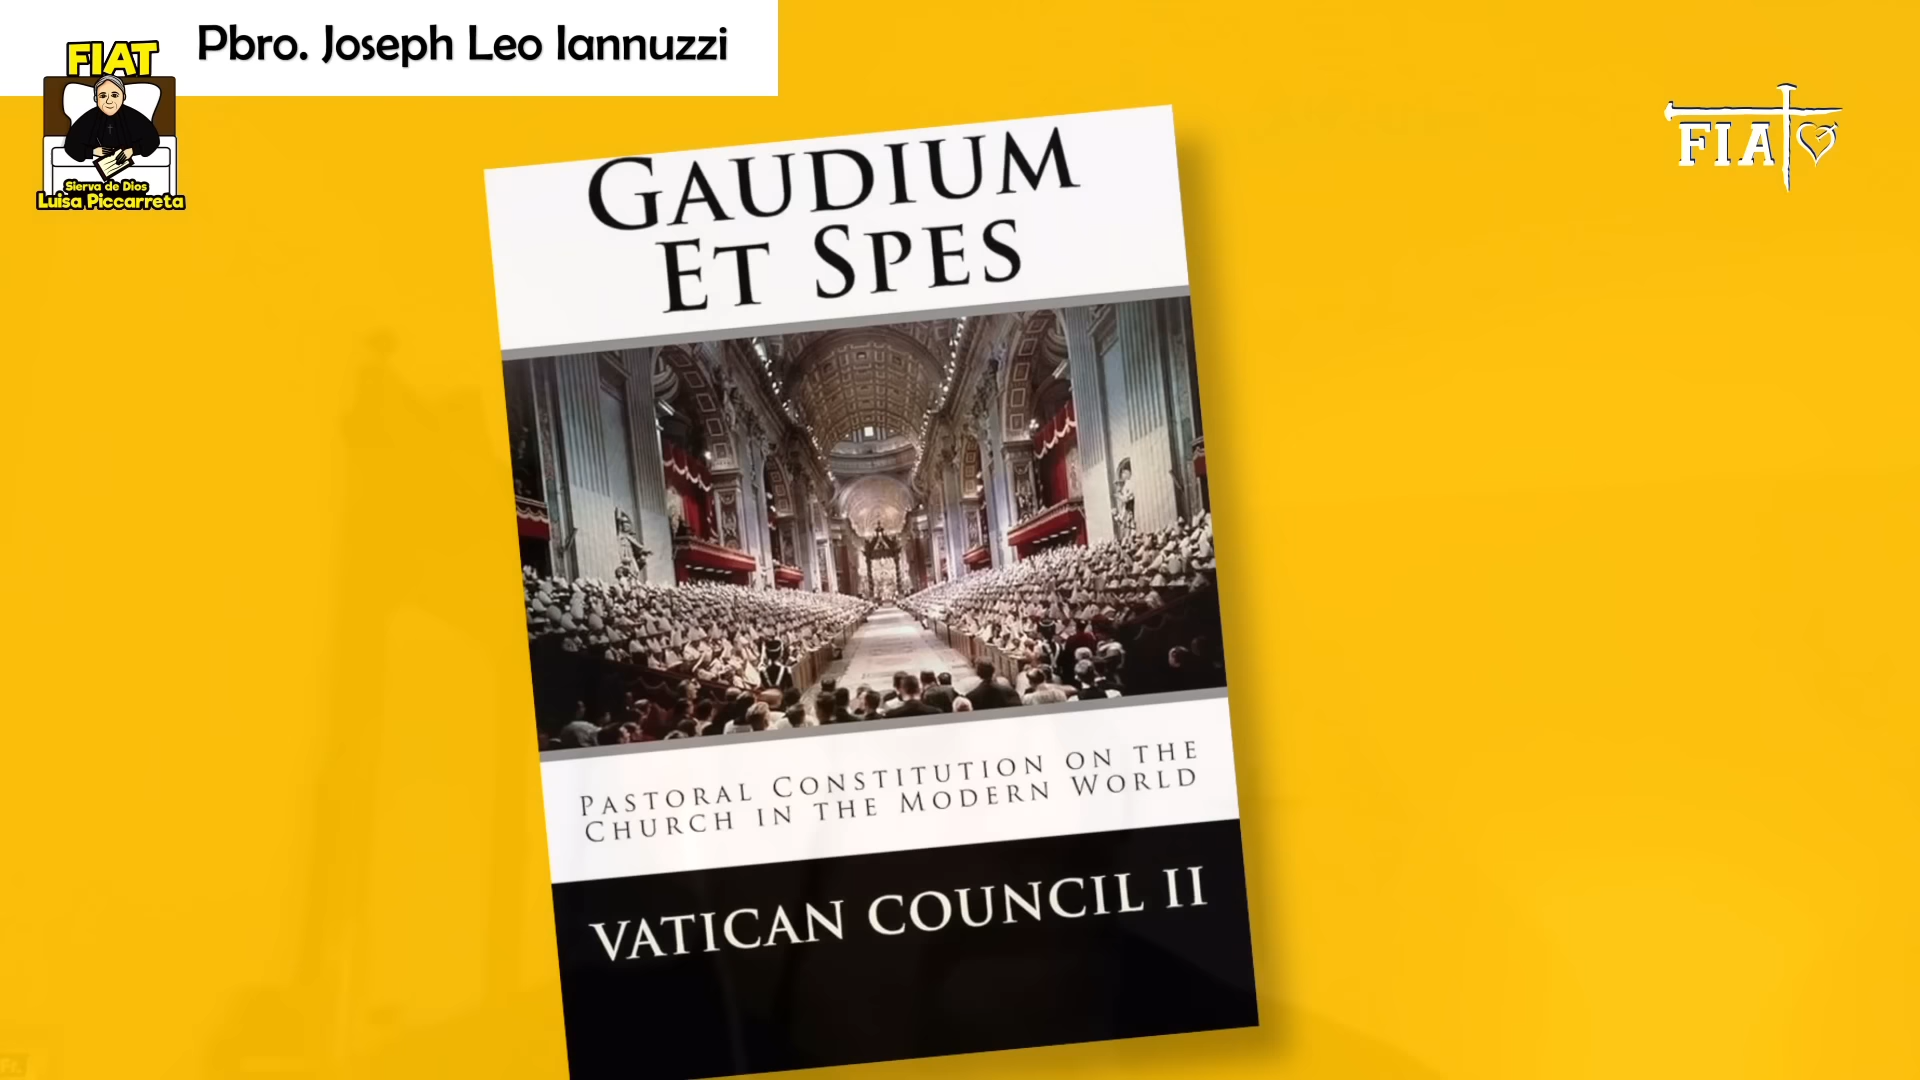 Pbro. Joseph Leo Iannuzzi
FIAT
Sierva de Dios
Luisa Piccarreta
FIAT
GAUDIUM
ET SPES
PASTORAL CONSTITUTION ON THE
CHURCH IN THE MODERN WORLD
VATICAN COUNCIL II